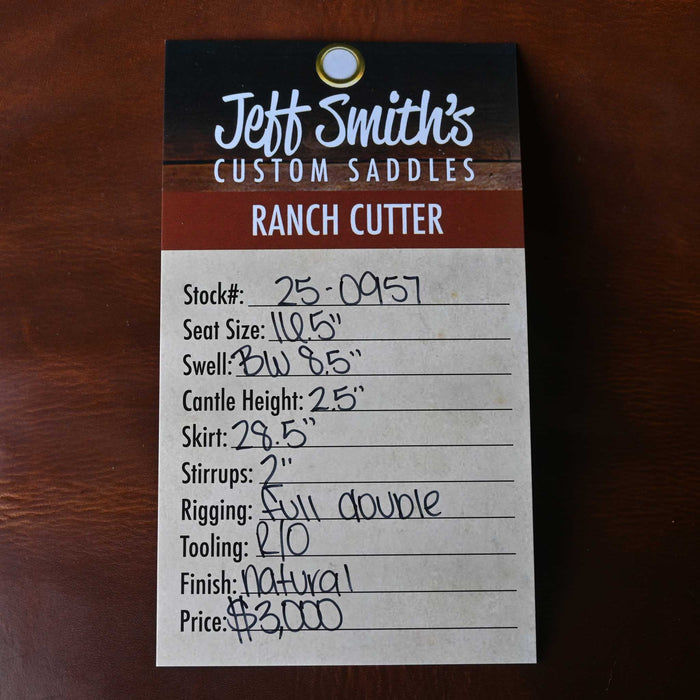 Jeff Smith's
CUSTOM SADDLES
RANCH CUTTER
Stock#: 25-0957
Seat Size: 16.5"
Swell: BW 8.5"
Cantle Height: 2.5"
Skirt: 28.5"
Stirrups: 2"
Rigging: full double
Tooling: R/O
Finish: natural
Price: $3,000